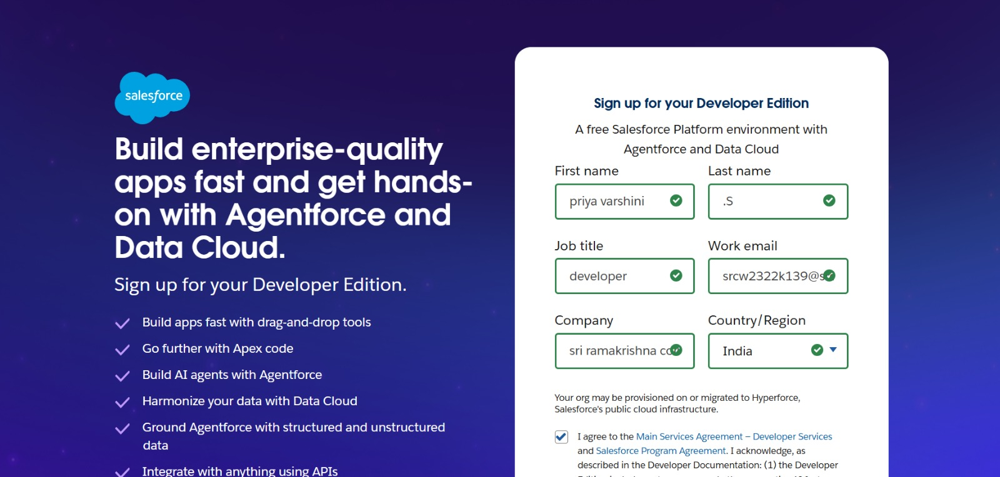 salesforce
Build enterprise-quality
apps fast and get hands-
on with Agentforce and
Data Cloud.
Sign up for your Developer Edition.
Build apps fast with drag-and-drop tools
Go further with Apex code
Build AI agents with Agentforce
Harmonize your data with Data Cloud
Ground Agentforce with structured and unstructured
data
Integrate with anything using APIs
Sign up for your Developer Edition
A free Salesforce Platform environment with
Agentforce and Data Cloud
First name
Last name
priya varshini
.S
Job title
Work email
developer
srcw2322k139@s
Company
Country/Region
sri ramakrishna
India
Your org may be provisioned on or migrated to Hyperforce,
Salesforce's public cloud infrastructure.
I agree to the Main Services Agreement – Developer Services
and Salesforce Program Agreement. I acknowledge, as
described in the Developer Documentation: (1) the Developer